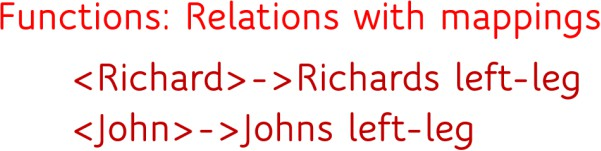 Functions: Relations with mappings
<Richard>->Richards left-leg
<John>->Johns left-leg